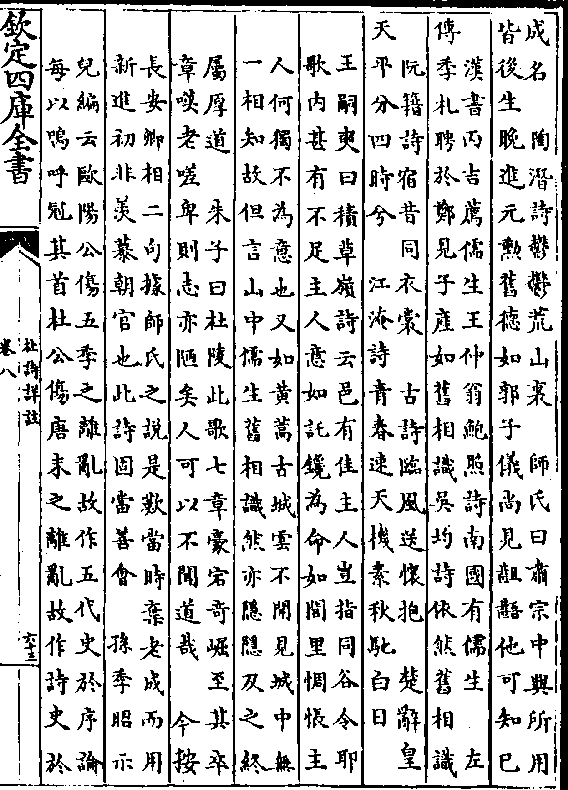 成名　陶潛詩鬱鬱荒山裏　師氏曰肅宗中興所用
皆後生晚進元勲舊德如郭子儀尚見齟齬他可知已
漢書丙吉薦儒生王仲翁鮑照詩南國有儒生　左
傳季札聘於鄭見子產如舊相識吳均詩依然舊相識
阮籍詩宿昔同衣裳　古詩臨風送懷抱　楚辭皇
天平分四時兮　江淹詩青春速天機素秋馳白日
王嗣奭曰積草嶺詩云邑有佳主人豈指同谷令耶
歌内甚有不足主人意如託鑱為命如閭里惆悵主
人何獨不為意也又如黃蒿古城雲不開見城中無
一相知故但言山中儒生舊相識然亦隱隱及之終
屬厚道　朱子曰杜陵此歌七章豪宕奇崛至其卒
章嘆老嗟卑則志亦陋矣人可以不聞道哉　今按
長安卿相二句據師氏之說是歎當時棄老成而用
新進初非羨慕朝官也此詩固當善會　孫季昭示
兒編云歐陽公傷五季之離亂故作五代史於序論
每以嗚呼冠其首杜公傷唐末之離亂故作詩史於
欽定四庫全書
杜詩詳註
卷八
六十三